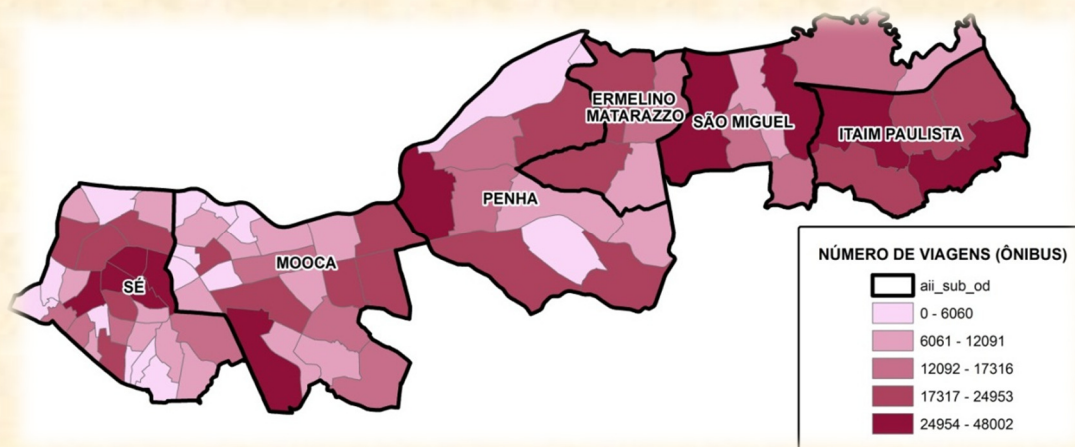 ERMELINO
MATARAZZO
SÃO MIGUEL
ITAIM PAULISTA
PENHA
MOOCA
SÉ
NÚMERO DE VIAGENS (ÔNIBUS)
aii_sub_od
0 - 6060
6061 - 12091
12092 - 17316
17317 - 24953
24954 - 48002